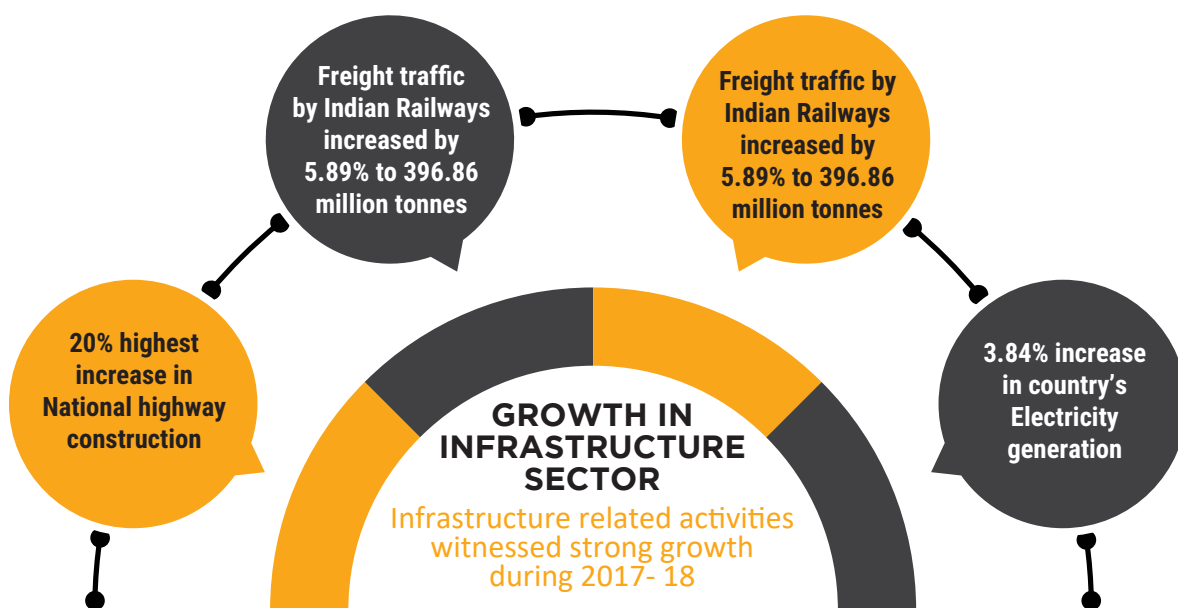 Freight traffic
by Indian Railways
increased by
5.89% to 396.86
million tonnes
Freight traffic by
Indian Railways
increased by
5.89% to 396.86
million tonnes
20% highest
increase in
National highway
construction
3.84% increase
in country’s
Electricity
generation
GROWTH IN
INFRASTRUCTURE
SECTOR
Infrastructure related activities
witnessed strong growth
during 2017- 18